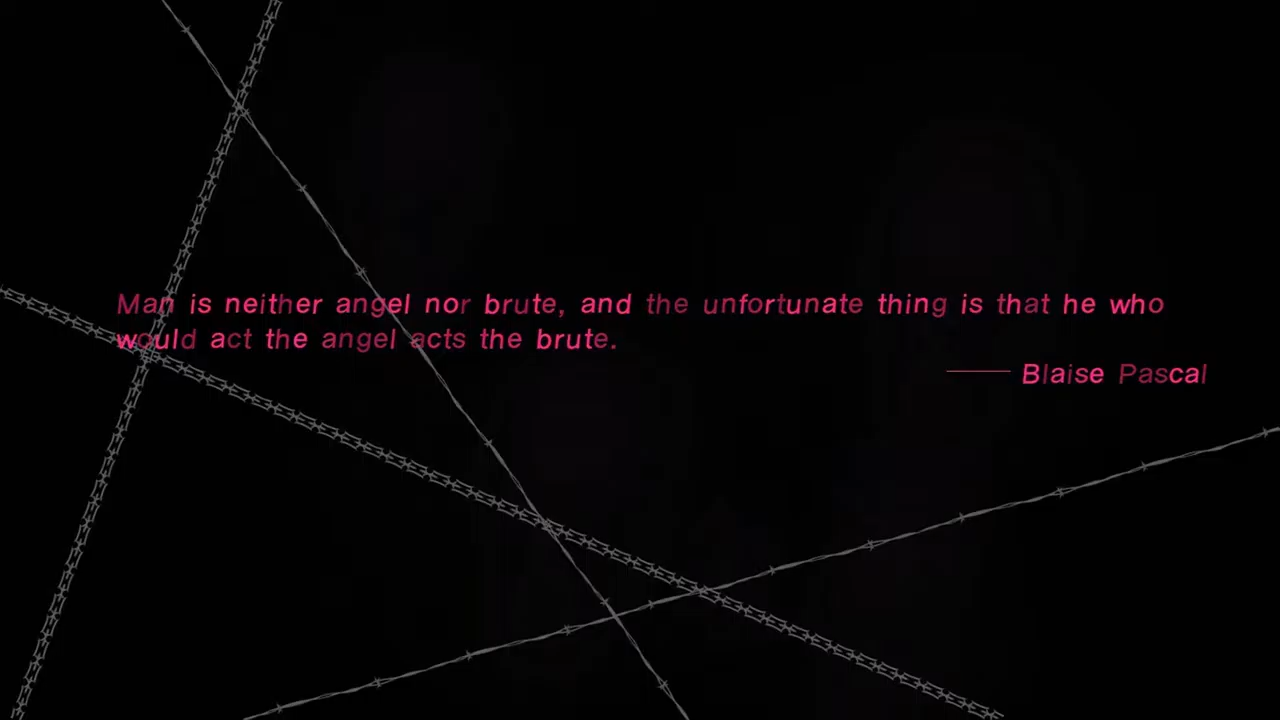 Man is neither angel nor brute, and the unfortunate thing is that he who
would act the angel acts the brute.
—— Blaise Pascal